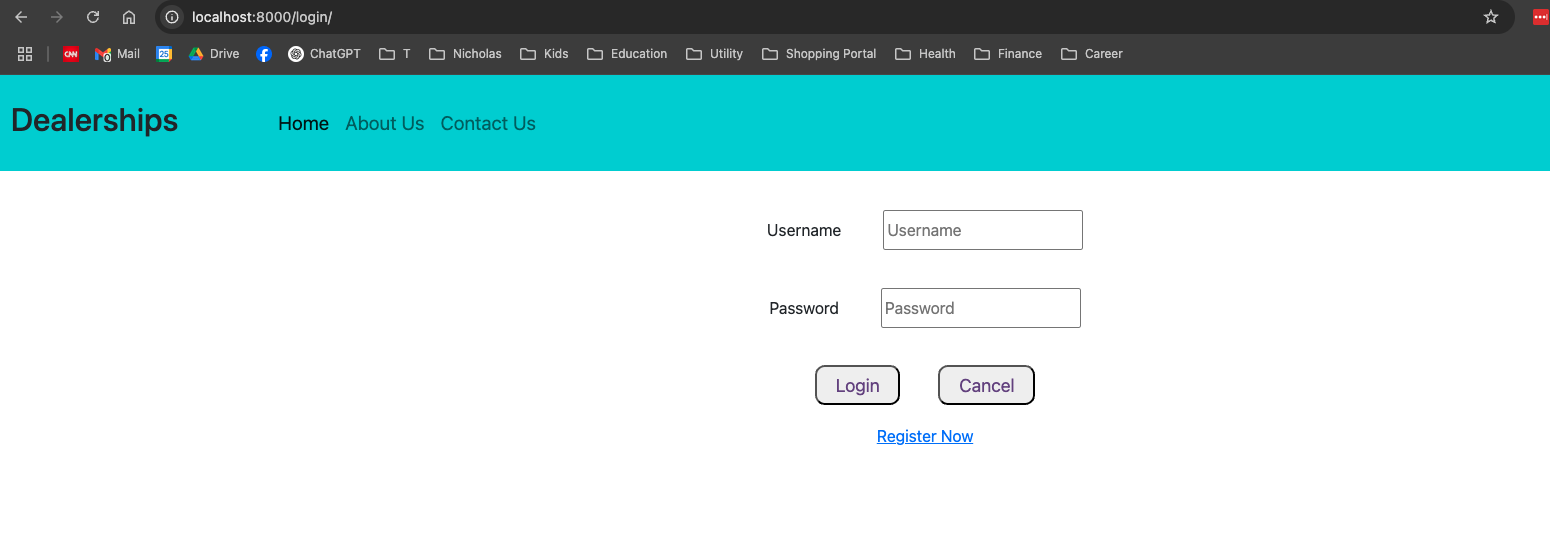 localhost:8000/login/
CNN Mail 0 25 Drive ChatGPT T Nicholas Kids Education Utility Shopping Portal Health Finance Career
Dealerships Home About Us Contact Us
Username Username
Password Password
Login Cancel
Register Now